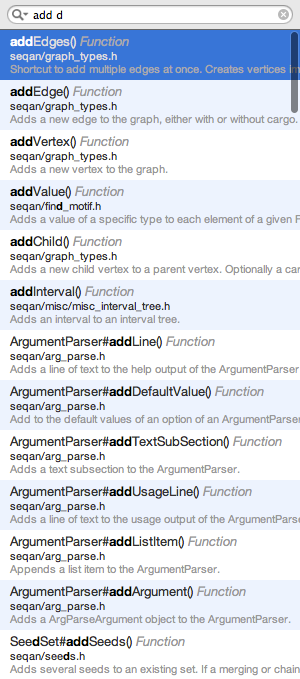 add d
addEdges() Function
seqan/graph_types.h
Shortcut to add multiple edges at once. Creates vertices
addEdge() Function
seqan/graph_types.h
Adds a new edge to the graph, either with or without cargo.
addVertex() Function
seqan/graph_types.h
Adds a new vertex to the graph.
addValue() Function
seqan/find_motif.h
Adds a value of a specific type to each element of a given
addChild() Function
seqan/graph_types.h
Adds a new child vertex to a parent vertex. Optionally a
addInterval() Function
seqan/misc/misc_interval_tree.h
Adds an interval to an interval tree.
ArgumentParser#addLine() Function
seqan/arg_parse.h
Adds a line of text to the help output of the ArgumentParser
ArgumentParser#addDefaultValue() Function
seqan/arg_parse.h
Add to the default values of an option of an ArgumentParser
ArgumentParser#addTextSubSection() Function
seqan/arg_parse.h
Adds a text subsection to the ArgumentParser.
ArgumentParser#addUsageLine() Function
seqan/arg_parse.h
Adds a line of text to the usage output of the
ArgumentParser#addListItem() Function
seqan/arg_parse.h
Appends a list item to the ArgumentParser.
ArgumentParser#addArgument() Function
seqan/arg_parse.h
Adds a ArgParseArgument object to the ArgumentParser.
SeedSet#addSeeds() Function
seqan/seeds.h
Adds several seeds to an existing set. If a merging or